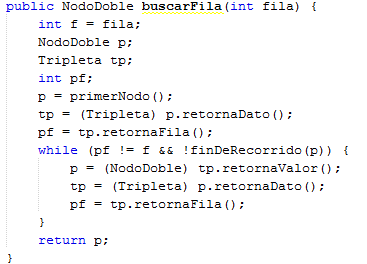 public NodoDoble buscarFila(int fila) {
int f = fila;
NodoDoble p;
Tripleta tp;
int pf;
p = primerNodo();
tp = (Tripleta) p.retornaDato();
pf = tp.retornaFila();
while (pf != f && !finDeRecorrido(p)) {
p = (NodoDoble) tp.retornaValor();
tp = (Tripleta) p.retornaDato();
pf = tp.retornaFila();
}
return p;
}